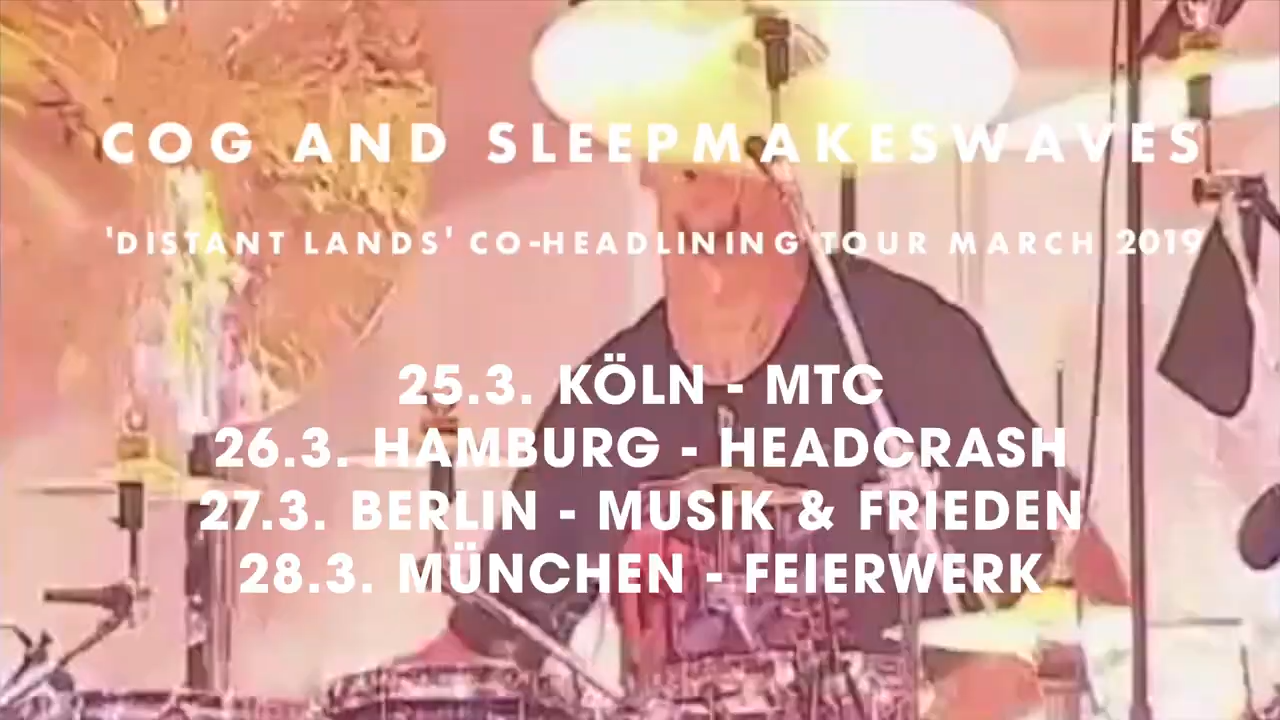 COG AND SLEEPMAKESWAVES
'DISTANT LANDS' CO-HEADLINING TOUR MARCH 2019
25.3. KÖLN - MTC
26.3. HAMBURG - HEADCRASH
27.3. BERLIN - MUSIK & FRIEDEN
28.3. MÜNCHEN - FEIERWERK